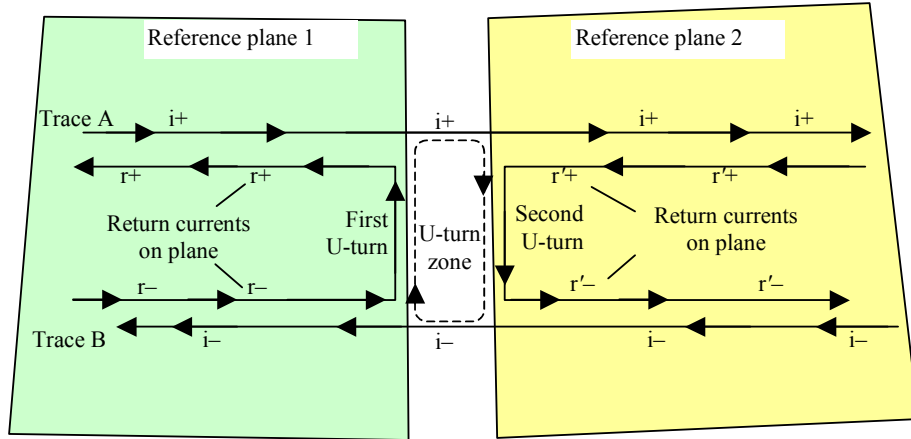 Reference plane 1
Reference plane 2
Trace A
i+
i+
i+
i+
i+
r+
r+
r′+
r′+
Return currents
on plane
First
U-turn
U-turn
zone
Second
U-turn
Return currents
on plane
r–
r–
r′–
r′–
Trace B
i–
i–
i–
i–